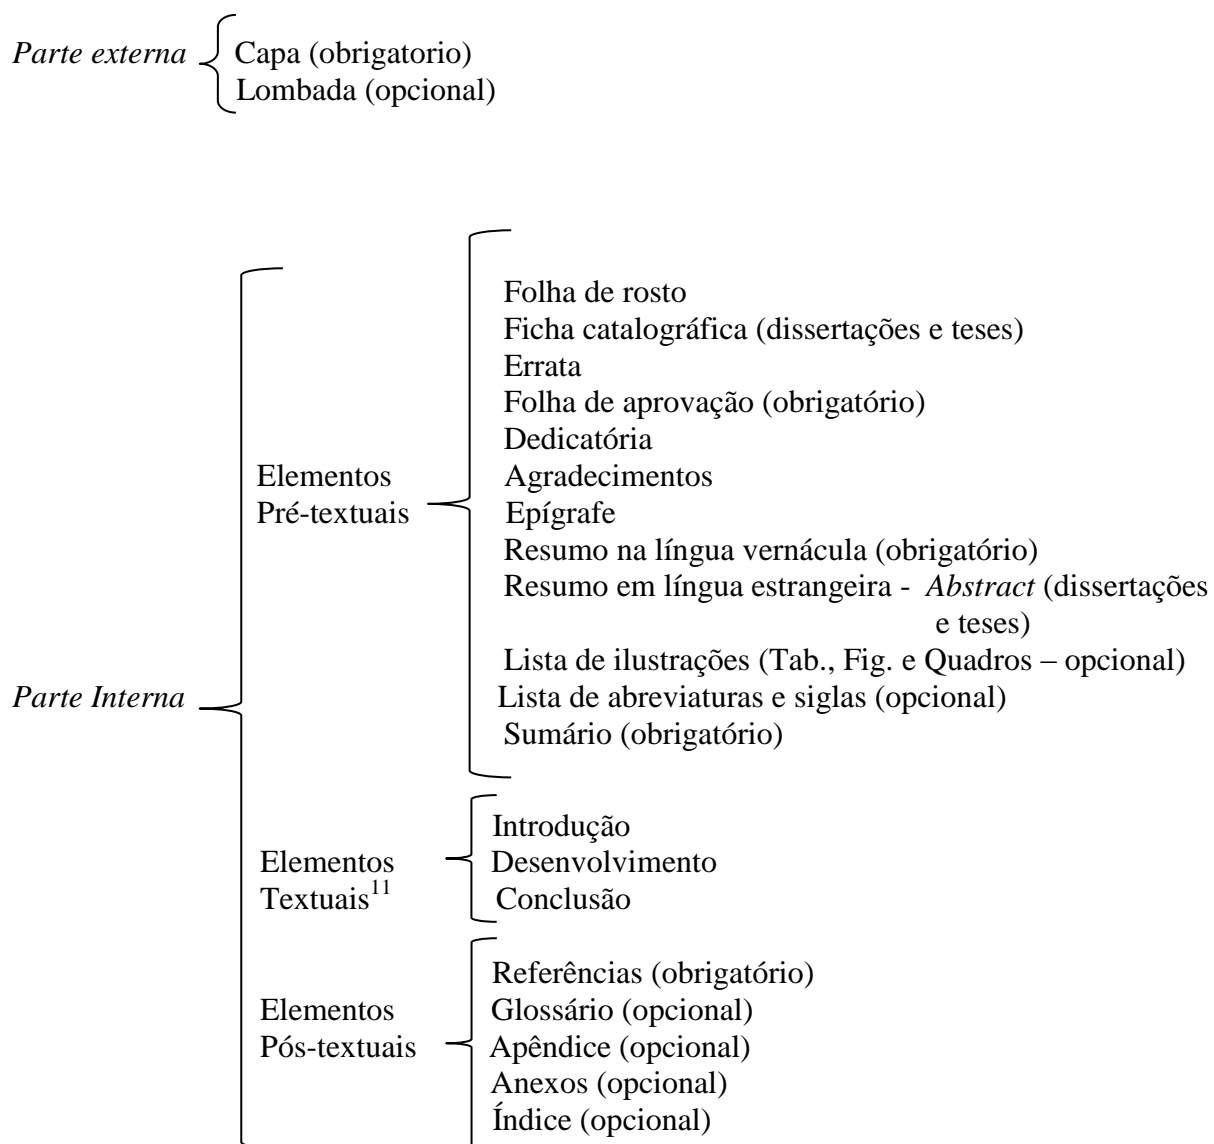 Parte externa
Capa (obrigatorio)
Lombada (opcional)
Parte Interna
Elementos
Pré-textuais
Folha de rosto
Ficha catalográfica (dissertações e teses)
Errata
Folha de aprovação (obrigatório)
Dedicatória
Agradecimentos
Epígrafe
Resumo na língua vernácula (obrigatório)
Resumo em língua estrangeira - Abstract (dissertações
e teses)
Lista de ilustrações (Tab., Fig. e Quadros – opcional)
Lista de abreviaturas e siglas (opcional)
Sumário (obrigatório)
Elementos
Textuais11
Introdução
Desenvolvimento
Conclusão
Elementos
Pós-textuais
Referências (obrigatório)
Glossário (opcional)
Apêndice (opcional)
Anexos (opcional)
Índice (opcional)